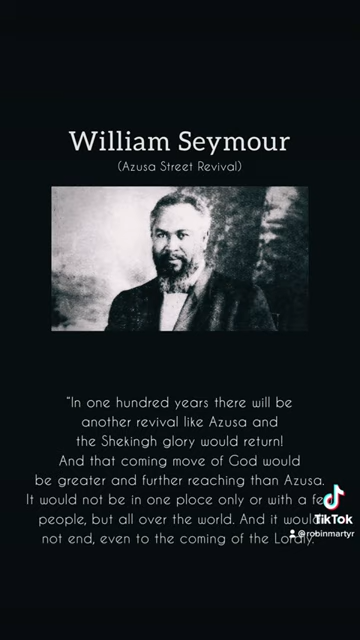 William Seymour
(Azusa Street Revival)
"In one hundred years there will be
another revival like Azusa and
the Shekingh glory would return!
And that coming move of God would
be greater and further reaching than Azusa.
It would not be in one place only or with a
people, but all over the world. And it would
not end, even to the coming of the
TikTok
@robinmartyr